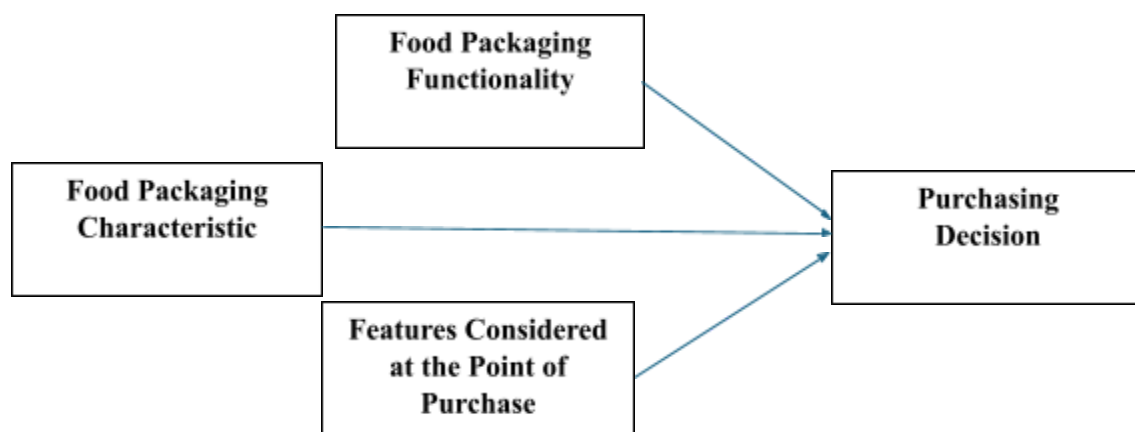 Food Packaging
Functionality
Food Packaging
Characteristic
Purchasing
Decision
Features Considered
at the Point of
Purchase